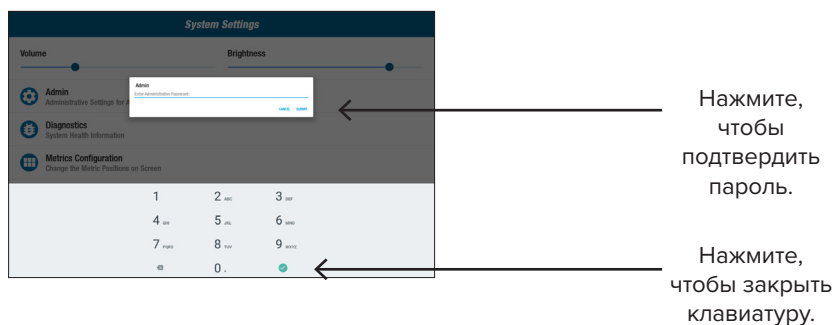 System Settings
Volume
Brightness
Admin
Administrative Settings for A
Admin
Enter Administrative Password
CANCEL SUBMIT
Diagnostics
System Health Information
Metrics Configuration
Change the Metric Positions on Screen
1 2 ABC 3 DEF
4 GHI 5 JKL 6 MNO
7 PQRS 8 TUV 9 WXYZ
0 .
Нажмите,
чтобы
подтвердить
пароль.
Нажмите,
чтобы закрыть
клавиатуру.